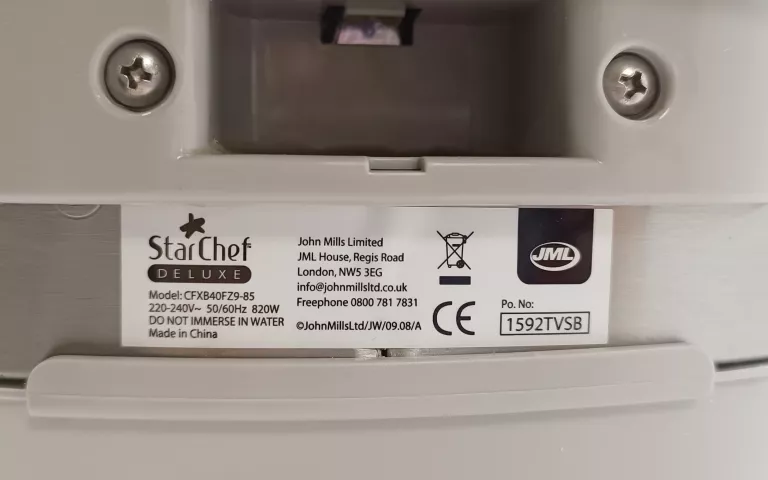 StarChef
DELUXE
Model: CFXB40FZ9-85
220-240V~ 50/60Hz 820W
DO NOT IMMERSE IN WATER
Made in China
John Mills Limited
JML House, Regis Road
London, NW5 3EG
info@johnmillsltd.co.uk
Freephone 0800 781 7831
©JohnMillsLtd/JW/09.08/A
CE
JML
Po. No:
1592TVSB